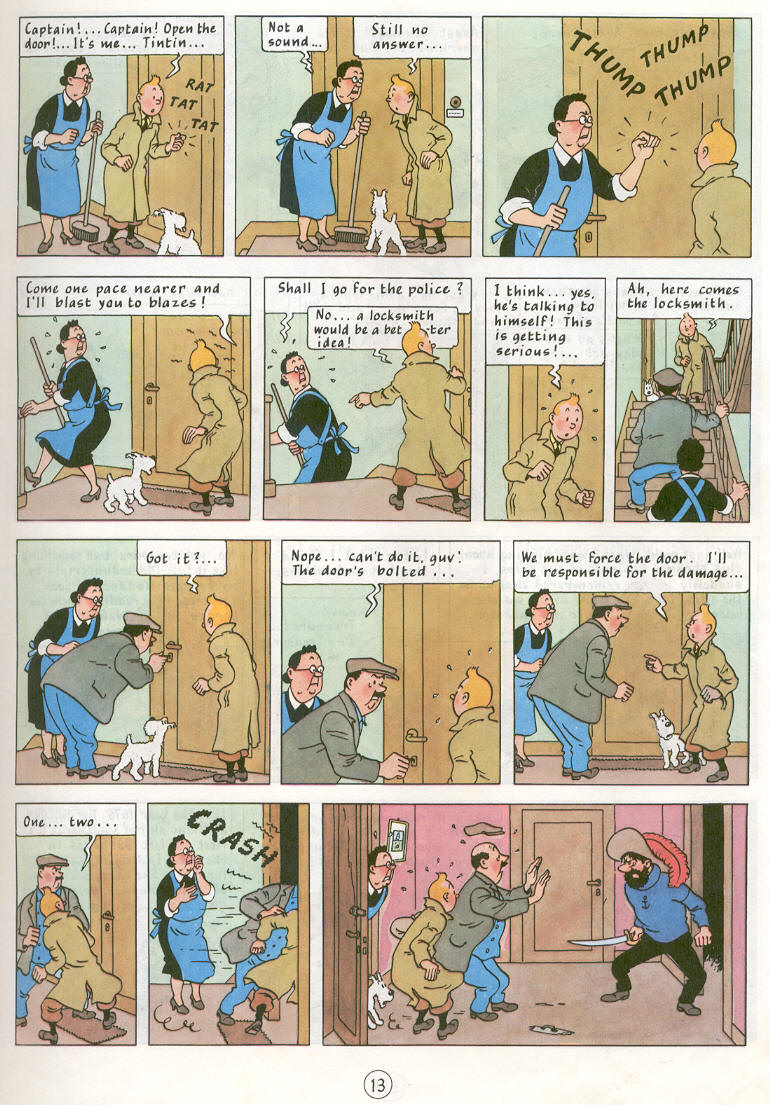 Captain!... Captain! Open the
door!... It's me... Tintin...
RAT
TAT
TAT
Not a
sound...
Still no
answer...
THUMP
THUMP
THUMP
Come one pace nearer and
I'll blast you to blazes!
Shall I go for the police?
No... a locksmith
would be a bet ter
idea!
I think... yes,
he's talking to
himself! This
is getting
serious!...
Ah, here comes
the locksmith.
Got it?...
Nope... can't do it, guv'!
The door's bolted...
We must force the door. I'll
be responsible for the damage...
One... two...
CRASH
13